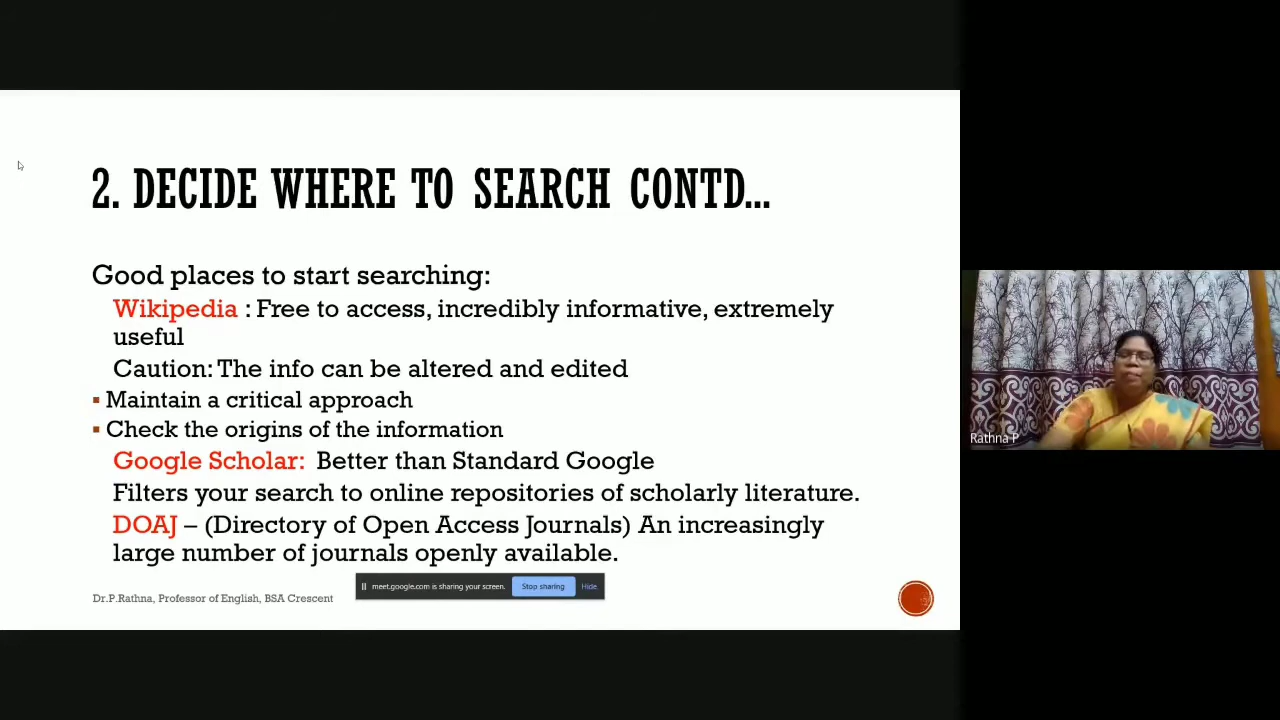 2. DECIDE WHERE TO SEARCH CONTD...
Good places to start searching:
Wikipedia : Free to access, incredibly informative, extremely
useful
Caution: The info can be altered and edited
▪ Maintain a critical approach
▪ Check the origins of the information
Google Scholar: Better than Standard Google
Filters your search to online repositories of scholarly literature.
DOAJ – (Directory of Open Access Journals) An increasingly
large number of journals openly available.
meet.google.com is sharing your screen. Stop sharing Hide
Dr.P.Rathna, Professor of English, BSA Crescent
Rathna P